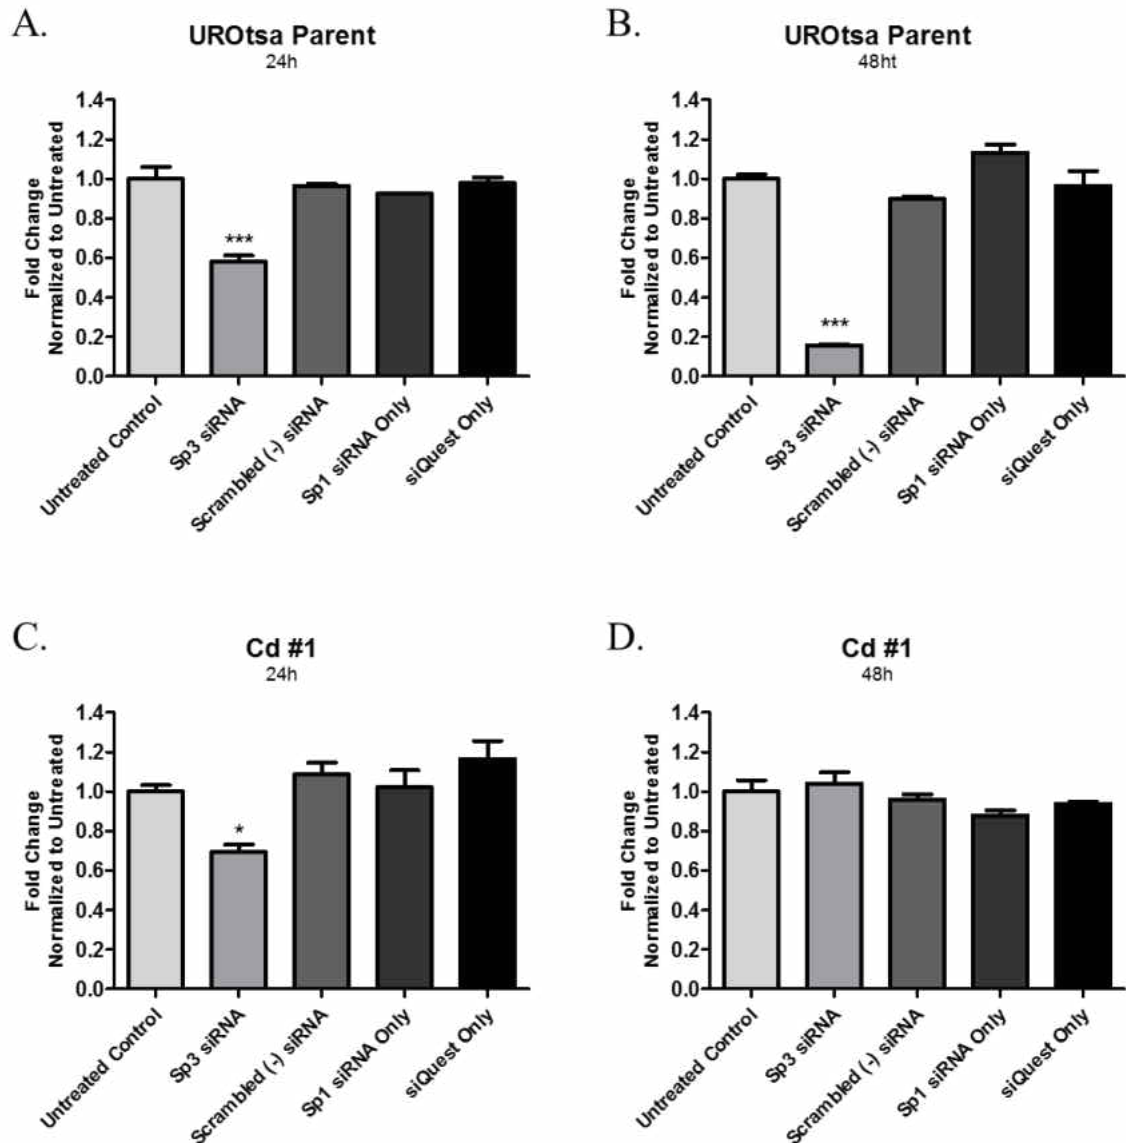 A.
UROtsa Parent
24h
Fold Change
Normalized to Untreated
1.4
1.2
1.0
0.8
0.6
0.4
0.2
0.0
***
Untreated Control
Sp3 siRNA
Scrambled (-) siRNA
Sp1 siRNA Only
siQuest Only
B.
UROtsa Parent
48ht
Fold Change
Normalized to Untreated
1.4
1.2
1.0
0.8
0.6
0.4
0.2
0.0
***
Untreated Control
Sp3 siRNA
Scrambled (-) siRNA
Sp1 siRNA Only
siQuest Only
C.
Cd #1
24h
Fold Change
Normalized to Untreated
1.4
1.2
1.0
0.8
0.6
0.4
0.2
0.0
*
Untreated Control
Sp3 siRNA
Scrambled (-) siRNA
Sp1 siRNA Only
siQuest Only
D.
Cd #1
48h
Fold Change
Normalized to Untreated
1.4
1.2
1.0
0.8
0.6
0.4
0.2
0.0
Untreated Control
Sp3 siRNA
Scrambled (-) siRNA
Sp1 siRNA Only
siQuest Only